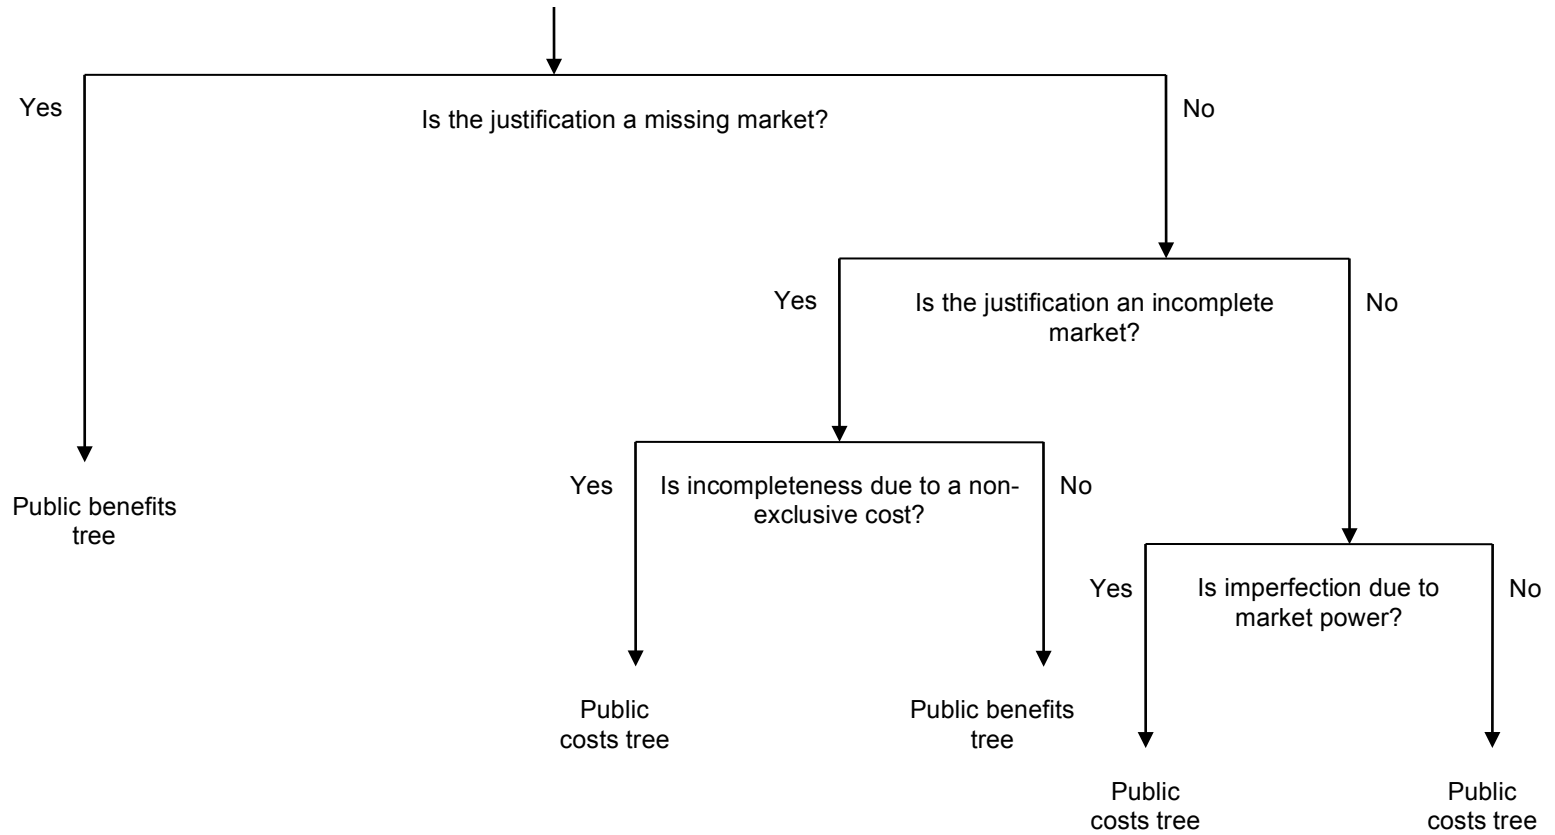 Yes
Is the justification a missing market?
No
Yes
Is the justification an incomplete
market?
No
Yes
Is incompleteness due to a non-
exclusive cost?
No
Public benefits
tree
Yes
Is imperfection due to
market power?
No
Public
costs tree
Public benefits
tree
Public
costs tree
Public
costs tree